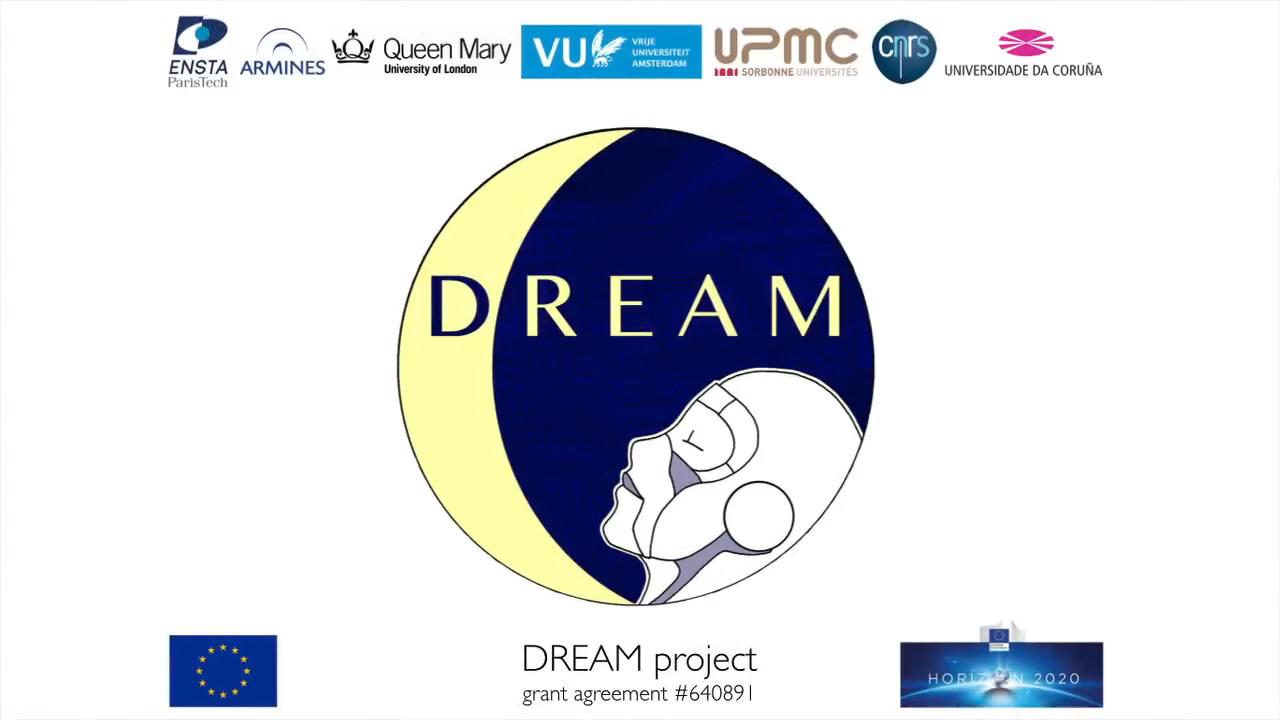 ENSTA
ParisTech
ARMINES
Queen Mary
University of London
VU
VRIJE
UNIVERSITEIT
AMSTERDAM
UPMC
SORBONNE UNIVERSITÉS
cnrs
UNIVERSIDADE DA CORUÑA
DREAM
DREAM project
grant agreement #640891
HORIZON 2020